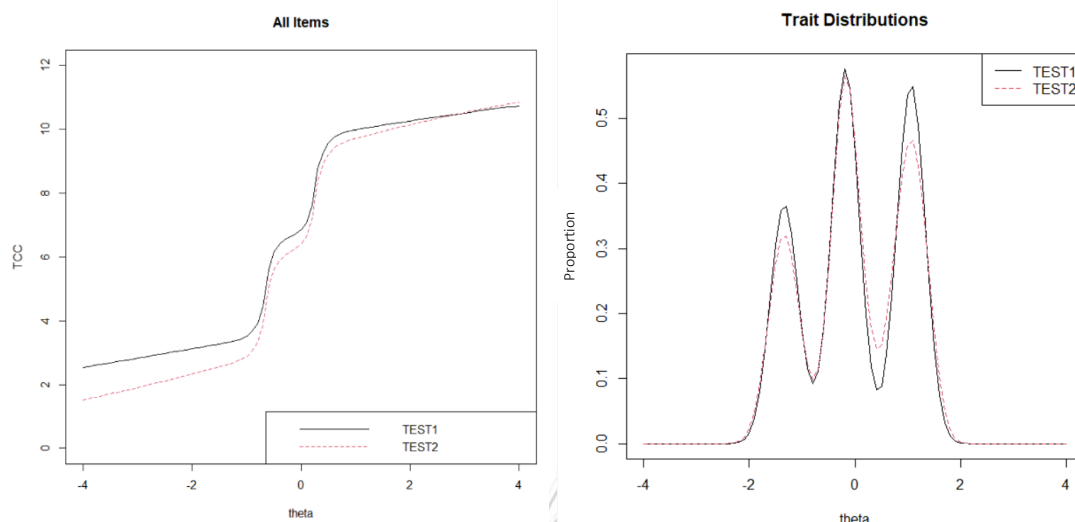 All Items
TCC
12
10
8
6
4
2
0
TEST1
TEST2
-4
-2
0
2
4
theta
Trait Distributions
Proportion
0.5
0.4
0.3
0.2
0.1
0.0
TEST1
TEST2
-4
-2
0
2
4
theta